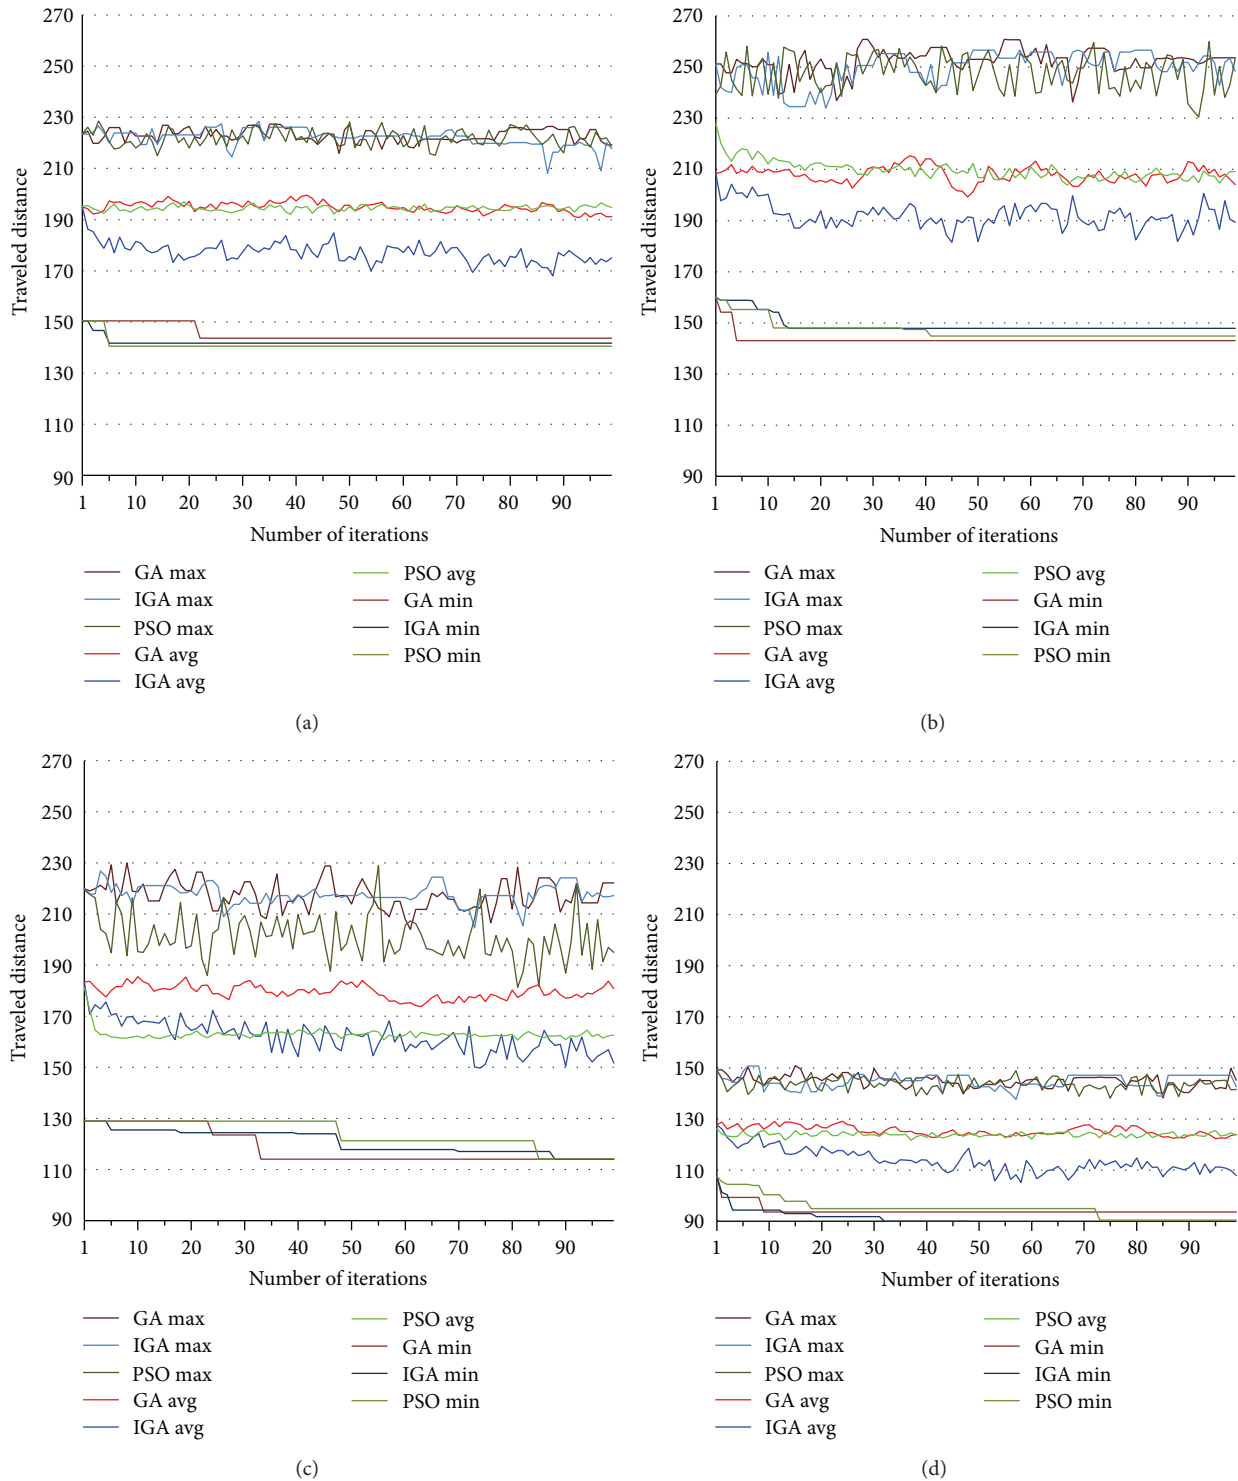 270
250
230
210
190
170
150
130
110
90
Traveled distance
1 10 20 30 40 50 60 70 80 90
Number of iterations
GA max
IGA max
PSO max
GA avg
IGA avg
PSO avg
GA min
IGA min
PSO min
(a)
270
250
230
210
190
170
150
130
110
90
Traveled distance
1 10 20 30 40 50 60 70 80 90
Number of iterations
GA max
IGA max
PSO max
GA avg
IGA avg
PSO avg
GA min
IGA min
PSO min
(b)
270
250
230
210
190
170
150
130
110
90
Traveled distance
1 10 20 30 40 50 60 70 80 90
Number of iterations
GA max
IGA max
PSO max
GA avg
IGA avg
PSO avg
GA min
IGA min
PSO min
(c)
270
250
230
210
190
170
150
130
110
90
Traveled distance
1 10 20 30 40 50 60 70 80 90
Number of iterations
GA max
IGA max
PSO max
GA avg
IGA avg
PSO avg
GA min
IGA min
PSO min
(d)